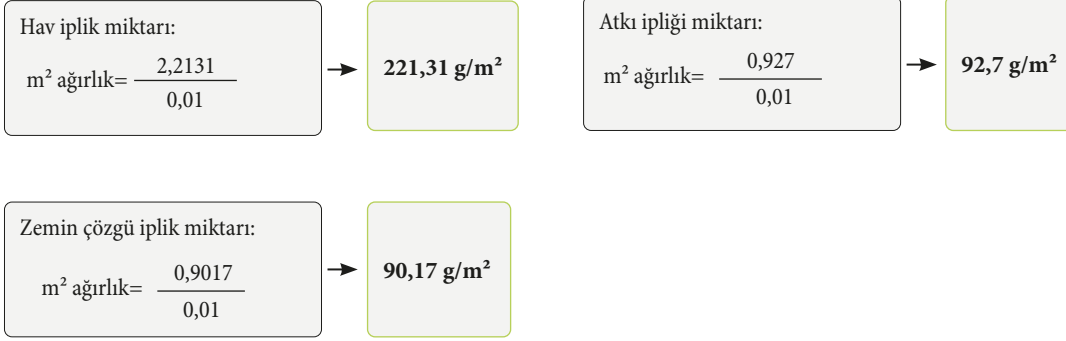 Hav iplik miktarı:
m² ağırlık= 2,2131 / 0,01
221,31 g/m²
Atkı ipliği miktarı:
m² ağırlık= 0,927 / 0,01
92,7 g/m²
Zemin çözgü iplik miktarı:
m² ağırlık= 0,9017 / 0,01
90,17 g/m²